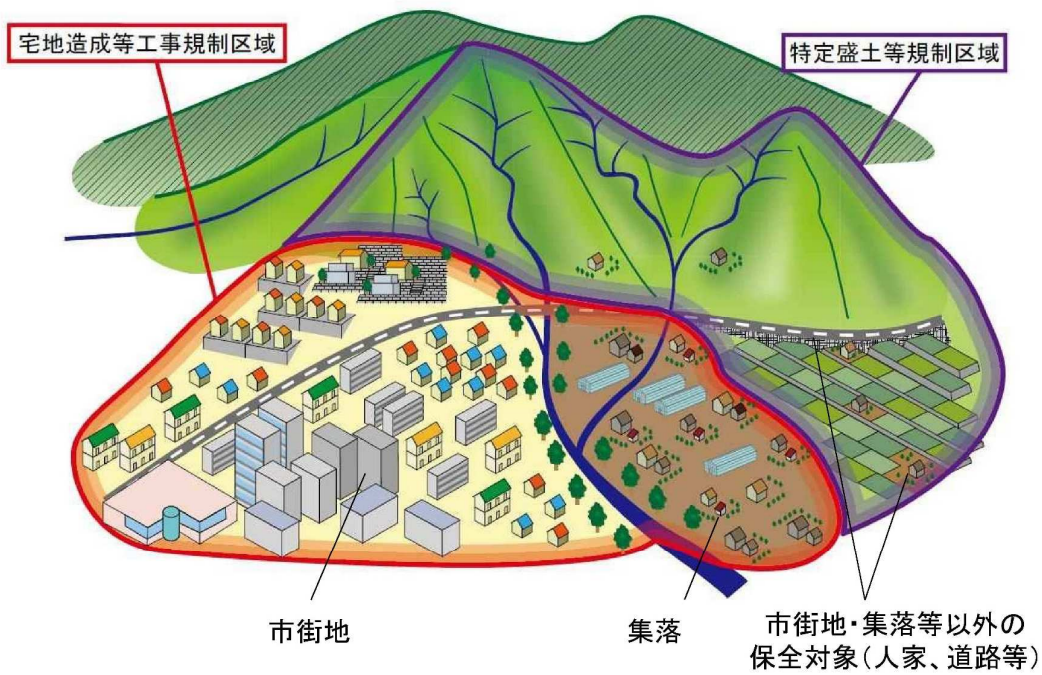 宅地造成等工事規制区域
特定盛土等規制区域
市街地
集落
市街地・集落等以外の
保全対象(人家、道路等)